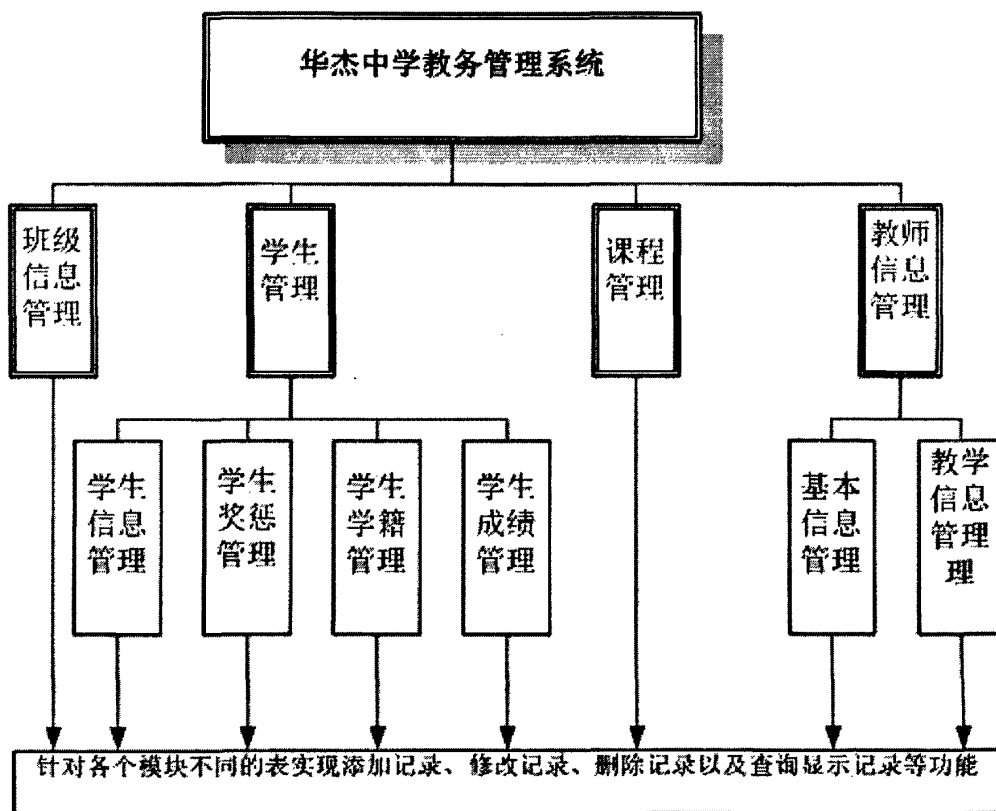 华杰中学教务管理系统
班级
信息
管理
学生
管理
课程
管理
教师
信息
管理
学生
信息
管理
学生
奖惩
管理
学生
学籍
管理
学生
成绩
管理
基本
信息
管理
教学
信息
管理
理
针对各个模块不同的表实现添加记录、修改记录、删除记录以及查询显示记录等功能